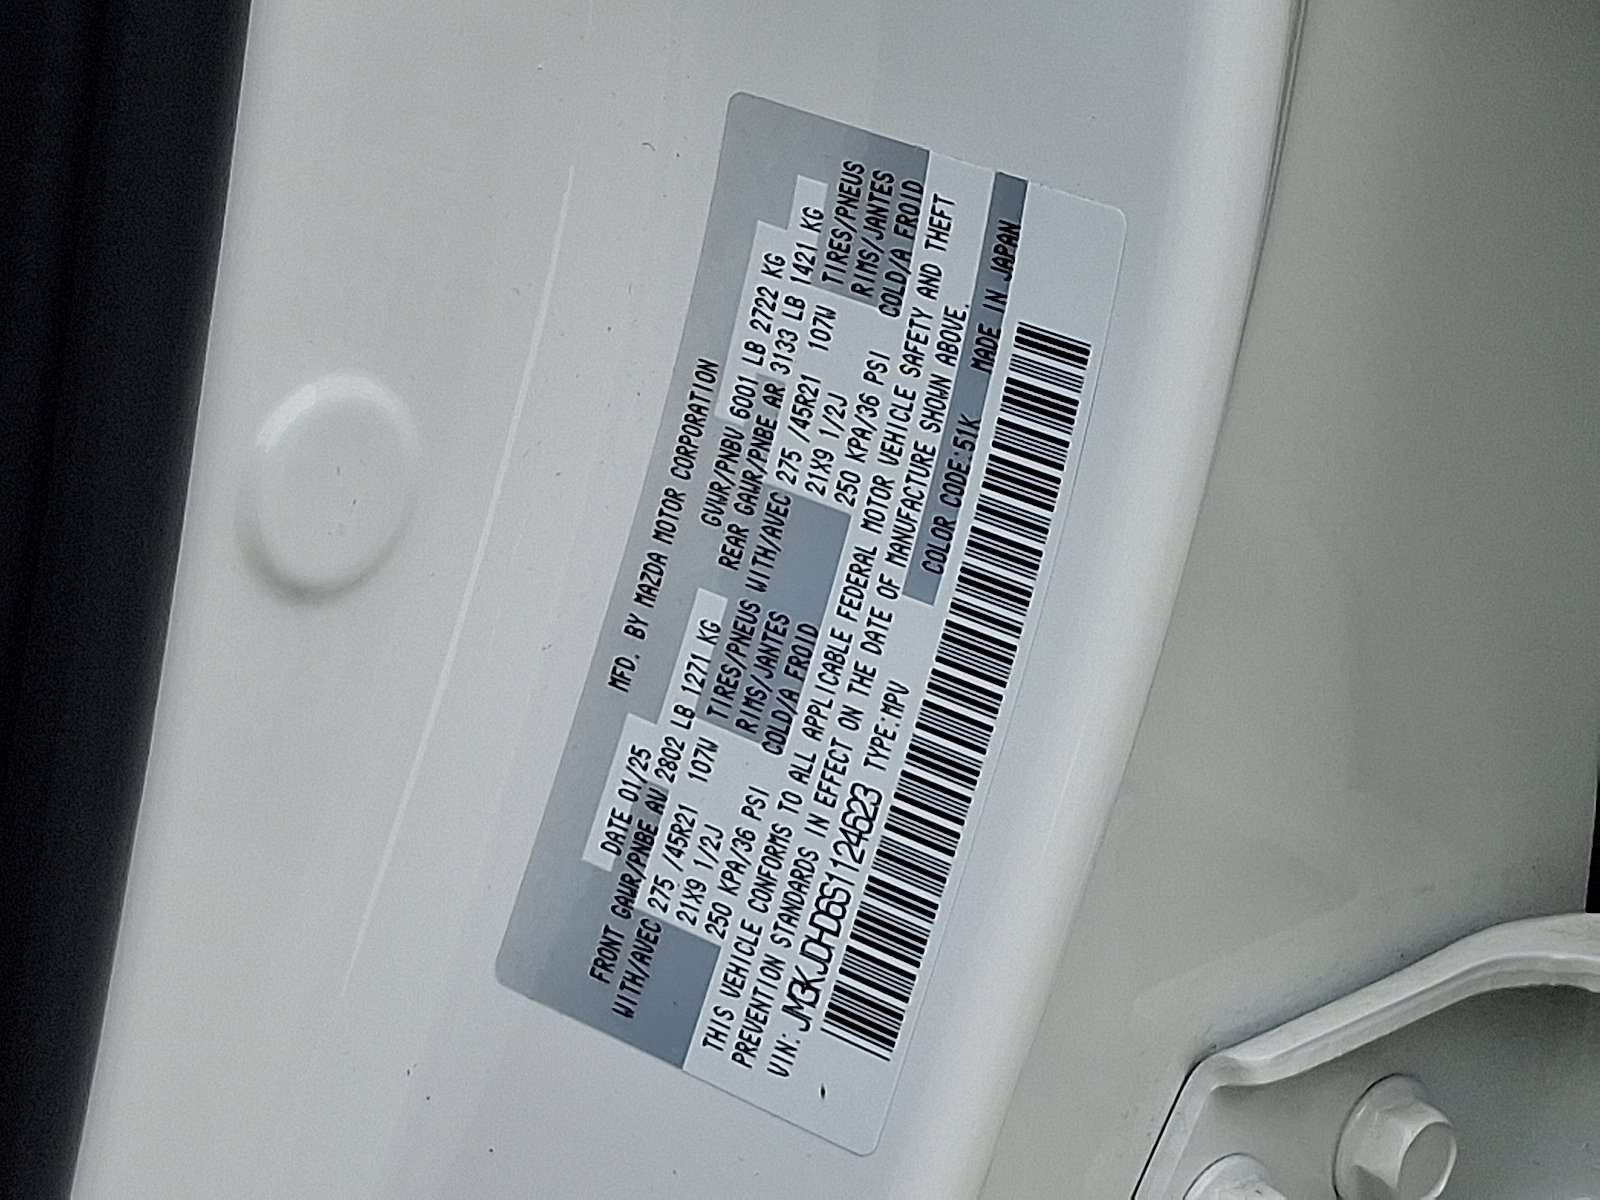 MFD. BY MAZDA MOTOR CORPORATION
DATE 01/25 GVWR/PNBV 6001 LB 2722 KG
FRONT GAWR/PNBE AV 2802 LB 1271 KG REAR GAWR/PNBE AR 3133 LB 1421 KG
WITH/AVEC 275 /45R21 107W TIRES/PNEUS WITH/AVEC 275 /45R21 107W TIRES/PNEUS
21X9 1/2J RIMS/JANTES 21X9 1/2J RIMS/JANTES
250 KPA/36 PSI COLD/A FROID 250 KPA/36 PSI COLD/A FROID
THIS VEHICLE CONFORMS TO ALL APPLICABLE FEDERAL MOTOR VEHICLE SAFETY AND THEFT
PREVENTION STANDARDS IN EFFECT ON THE DATE OF MANUFACTURE SHOWN ABOVE.
VIN: JM3KJDHD6S1124623 TYPE:MPV COLOR CODE:51K MADE IN JAPAN